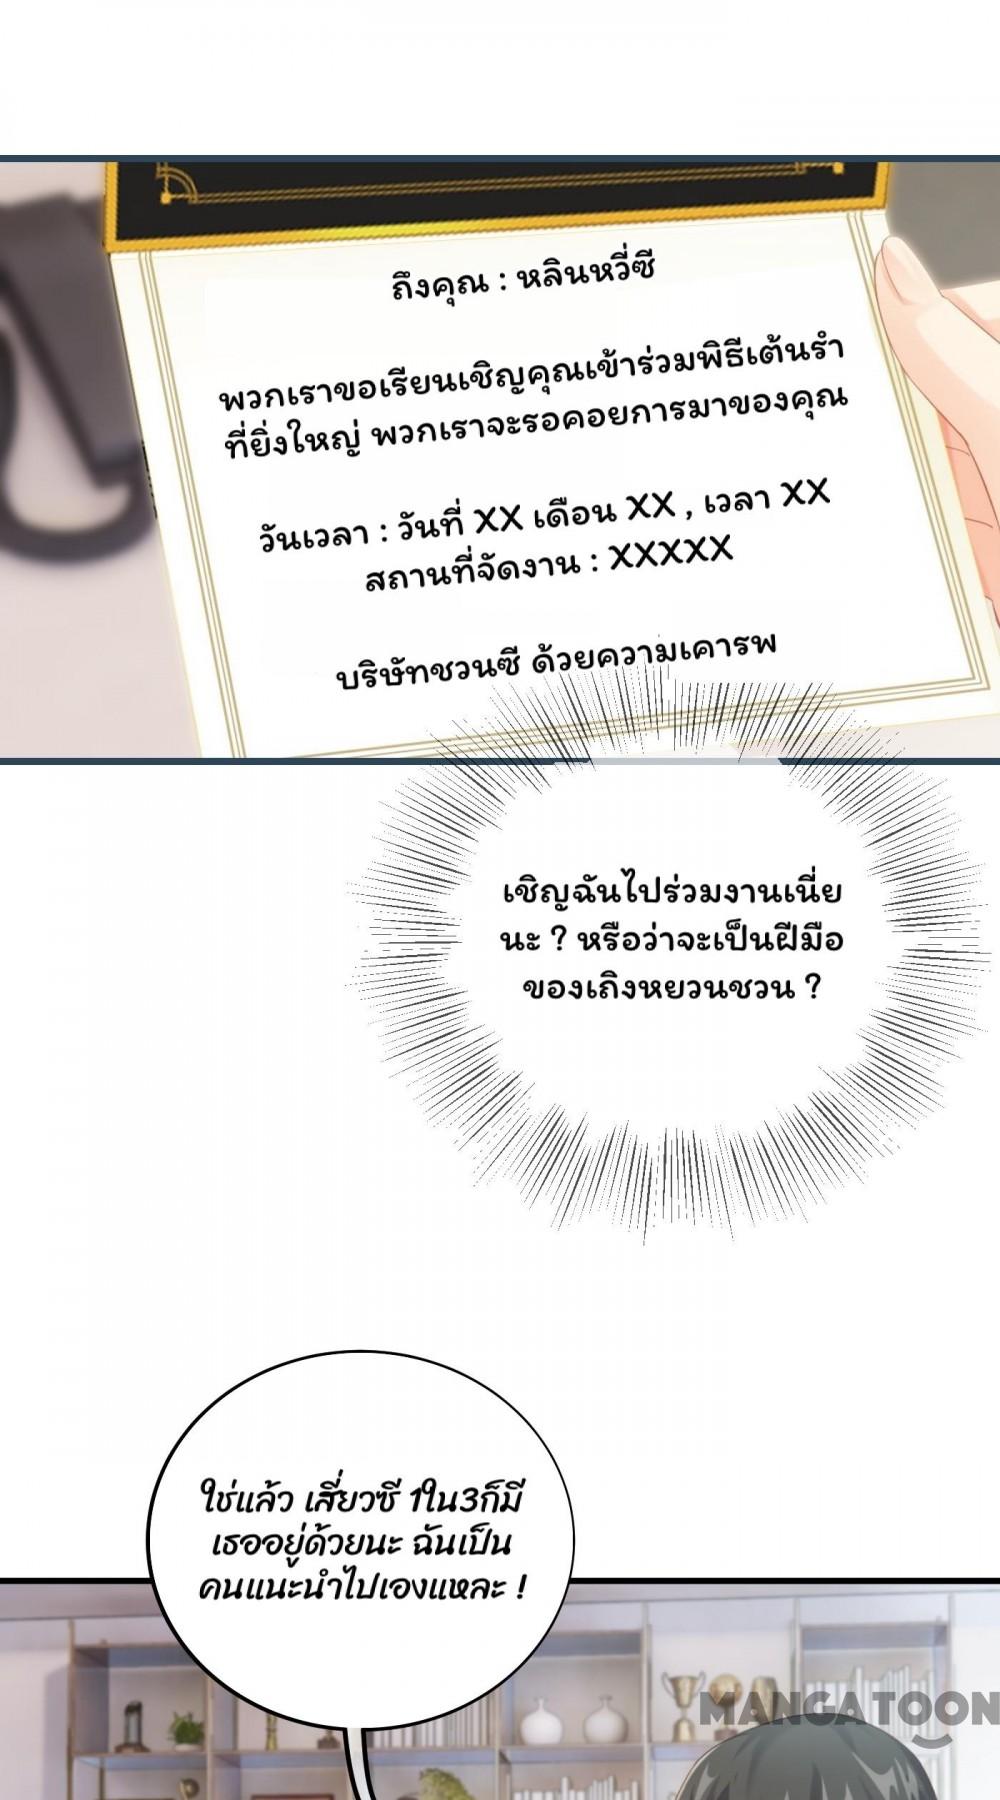 ถึงคุณ : หลินหวี่ซี
พวกเราขอเรียนเชิญคุณเข้าร่วมพิธีเต้นรำ
ที่ยิ่งใหญ่ พวกเราจะรอคอยการมาของคุณ
วันเวลา : วันที่ XX เดือน XX , เวลา XX
สถานที่จัดงาน : XXXXX
บริษัทชวนซี ด้วยความเคารพ
เชิญฉันไปร่วมงานเนี่ย
นะ ? หรือว่าจะเป็นฝีมือ
ของเถิงหยวนชวน ?
ใช่แล้ว เสี่ยวซี 1ใน3ก็มี
เธออยู่ด้วยนะ ฉันเป็น
คนแนะนำไปเองแหละ !
MANGATOON